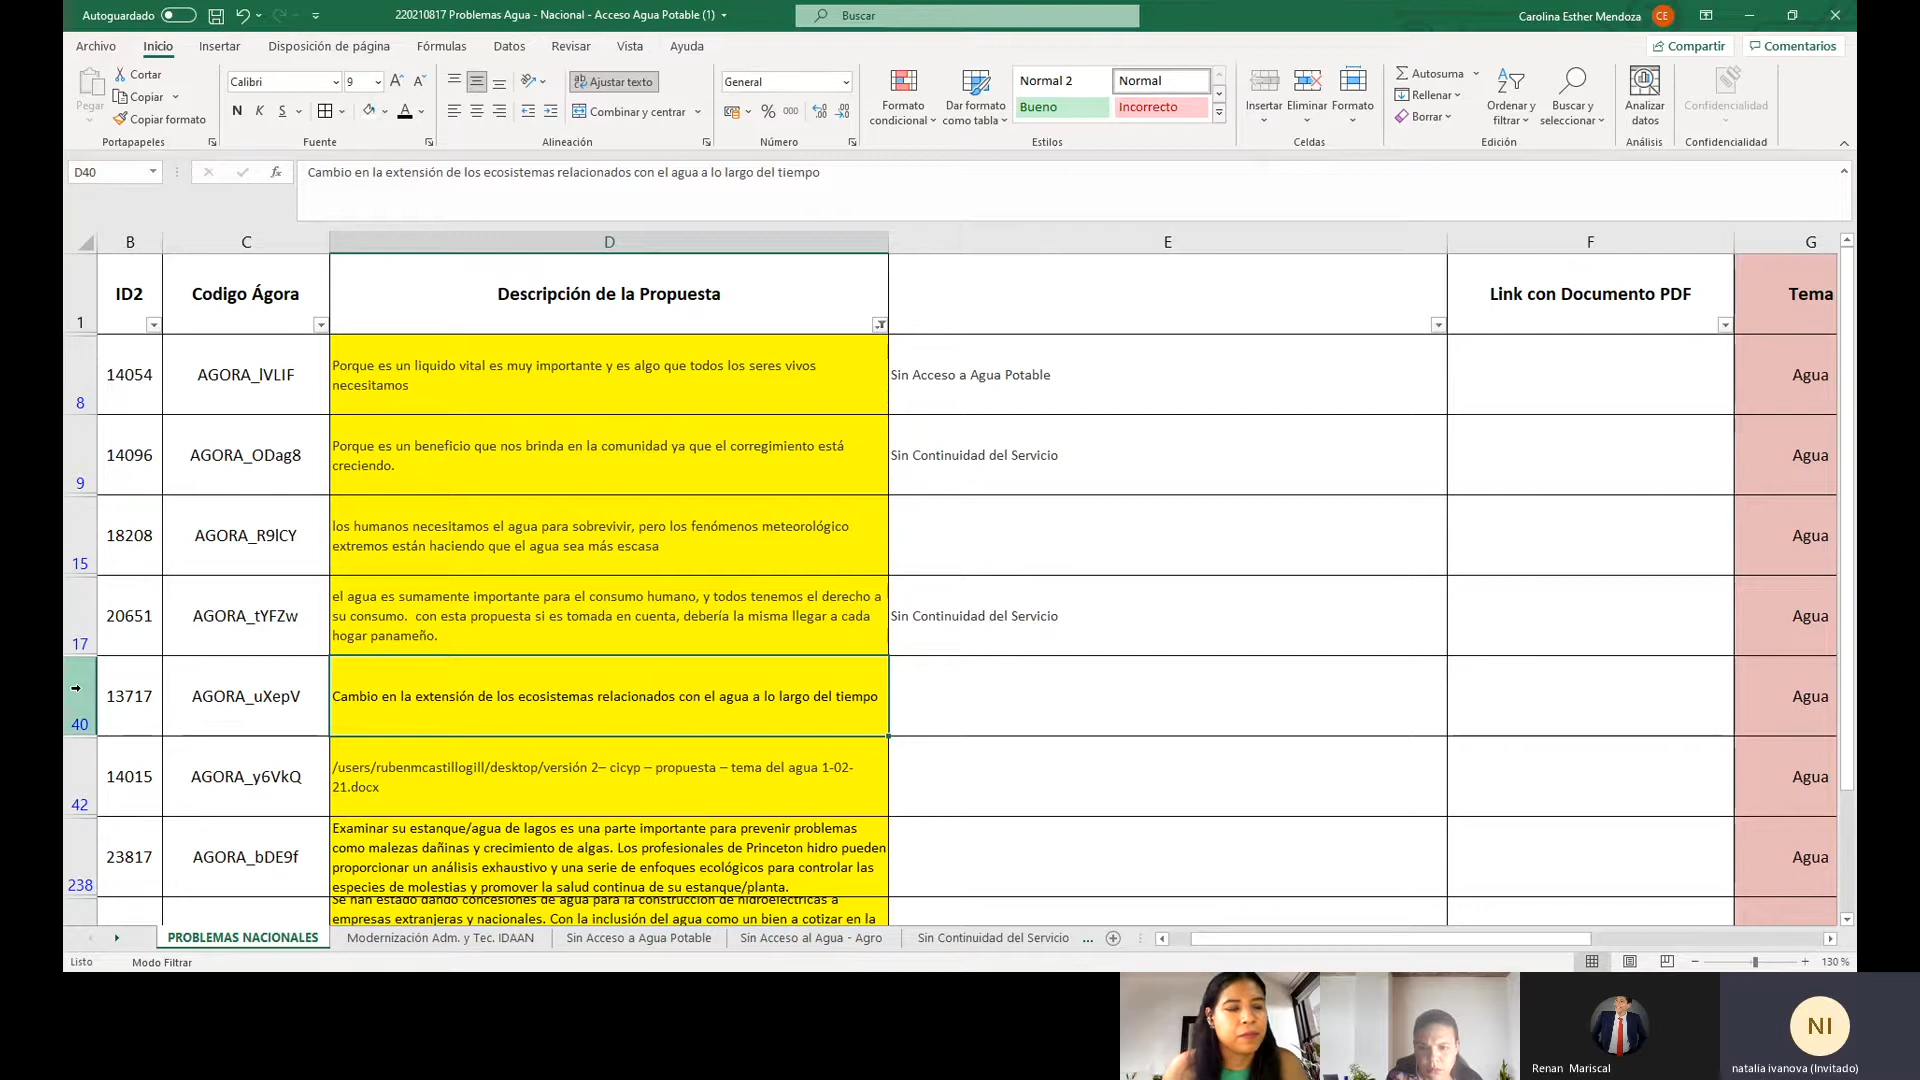 Autoguardado
220210817 Problemas Agua - Nacional - Acceso Agua Potable (1)
Buscar
Carolina Esther Mendoza
CE
Archivo
Inicio
Insertar
Disposición de página
Fórmulas
Datos
Revisar
Vista
Ayuda
Compartir
Comentarios
Pegar
Cortar
Copiar
Copiar formato
Portapapeles
Calibri
9
N K S
Fuente
Ajustar texto
Combinar y centrar
Alineación
General
% 000
Número
Formato condicional
Dar formato como tabla
Normal 2
Normal
Bueno
Incorrecto
Estilos
Insertar
Eliminar
Formato
Celdas
Autosuma
Rellenar
Borrar
Ordenar y filtrar
Buscar y seleccionar
Edición
Analizar datos
Análisis
Confidencialidad
Confidencialidad
D40
fx
Cambio en la extensión de los ecosistemas relacionados con el agua a lo largo del tiempo
B C D E F G
1
ID2
Codigo Ágora
Descripción de la Propuesta
Link con Documento PDF
Tema
8
14054
AGORA_lVLIF
Porque es un liquido vital es muy importante y es algo que todos los seres vivos
necesitamos
Sin Acceso a Agua Potable
Agua
9
14096
AGORA_ODag8
Porque es un beneficio que nos brinda en la comunidad ya que el corregimiento está
creciendo.
Sin Continuidad del Servicio
Agua
15
18208
AGORA_R9lCY
los humanos necesitamos el agua para sobrevivir, pero los fenómenos meteorológico
extremos están haciendo que el agua sea más escasa
Agua
17
20651
AGORA_tYFZw
el agua es sumamente importante para el consumo humano, y todos tenemos el derecho a
su consumo. con esta propuesta si es tomada en cuenta, debería la misma llegar a cada
hogar panameño.
Sin Continuidad del Servicio
Agua
40
13717
AGORA_uXepV
Cambio en la extensión de los ecosistemas relacionados con el agua a lo largo del tiempo
Agua
42
14015
AGORA_y6VkQ
/users/rubenmcastillogill/desktop/versión 2– cicyp – propuesta – tema del agua 1-02-
21.docx
Agua
238
23817
AGORA_bDE9f
Examinar su estanque/agua de lagos es una parte importante para prevenir problemas
como malezas dañinas y crecimiento de algas. Los profesionales de Princeton hidro pueden
proporcionar un análisis exhaustivo y una serie de enfoques ecológicos para controlar las
especies de molestias y promover la salud continua de su estanque/planta.
Agua
Se han estado dando concesiones de agua para la construcción de hidroeléctricas a
empresas extranjeras y nacionales. Con la inclusión del agua como un bien a cotizar en la
PROBLEMAS NACIONALES
Modernización Adm. y Tec. IDAAN
Sin Acceso a Agua Potable
Sin Acceso al Agua - Agro
Sin Continuidad del Servicio
...
Listo
Modo Filtrar
130 %
NI
Renan Mariscal
natalia ivanova (Invitado)